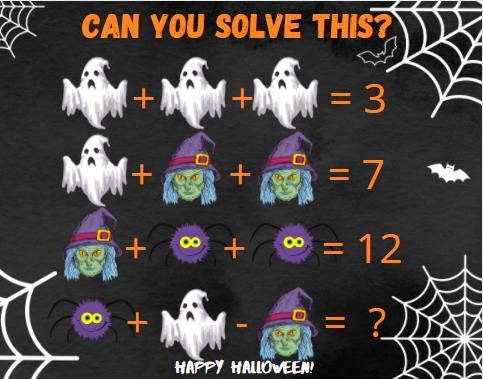 CAN YOU SOLVE THIS?
+ + = 3
+ + = 7
+ + = 12
+ - = ?
HAPPY HALLOWEEN!